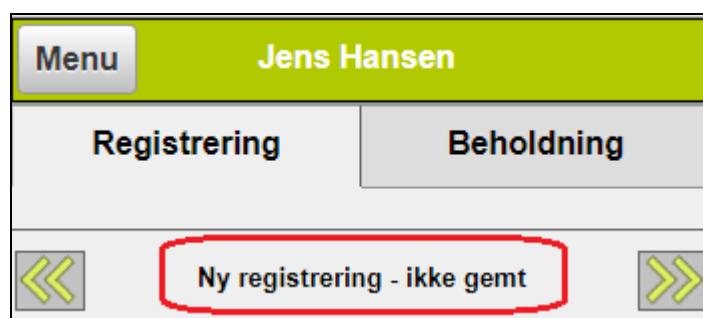 Menu Jens Hansen
Registrering Beholdning
Ny registrering - ikke gemt